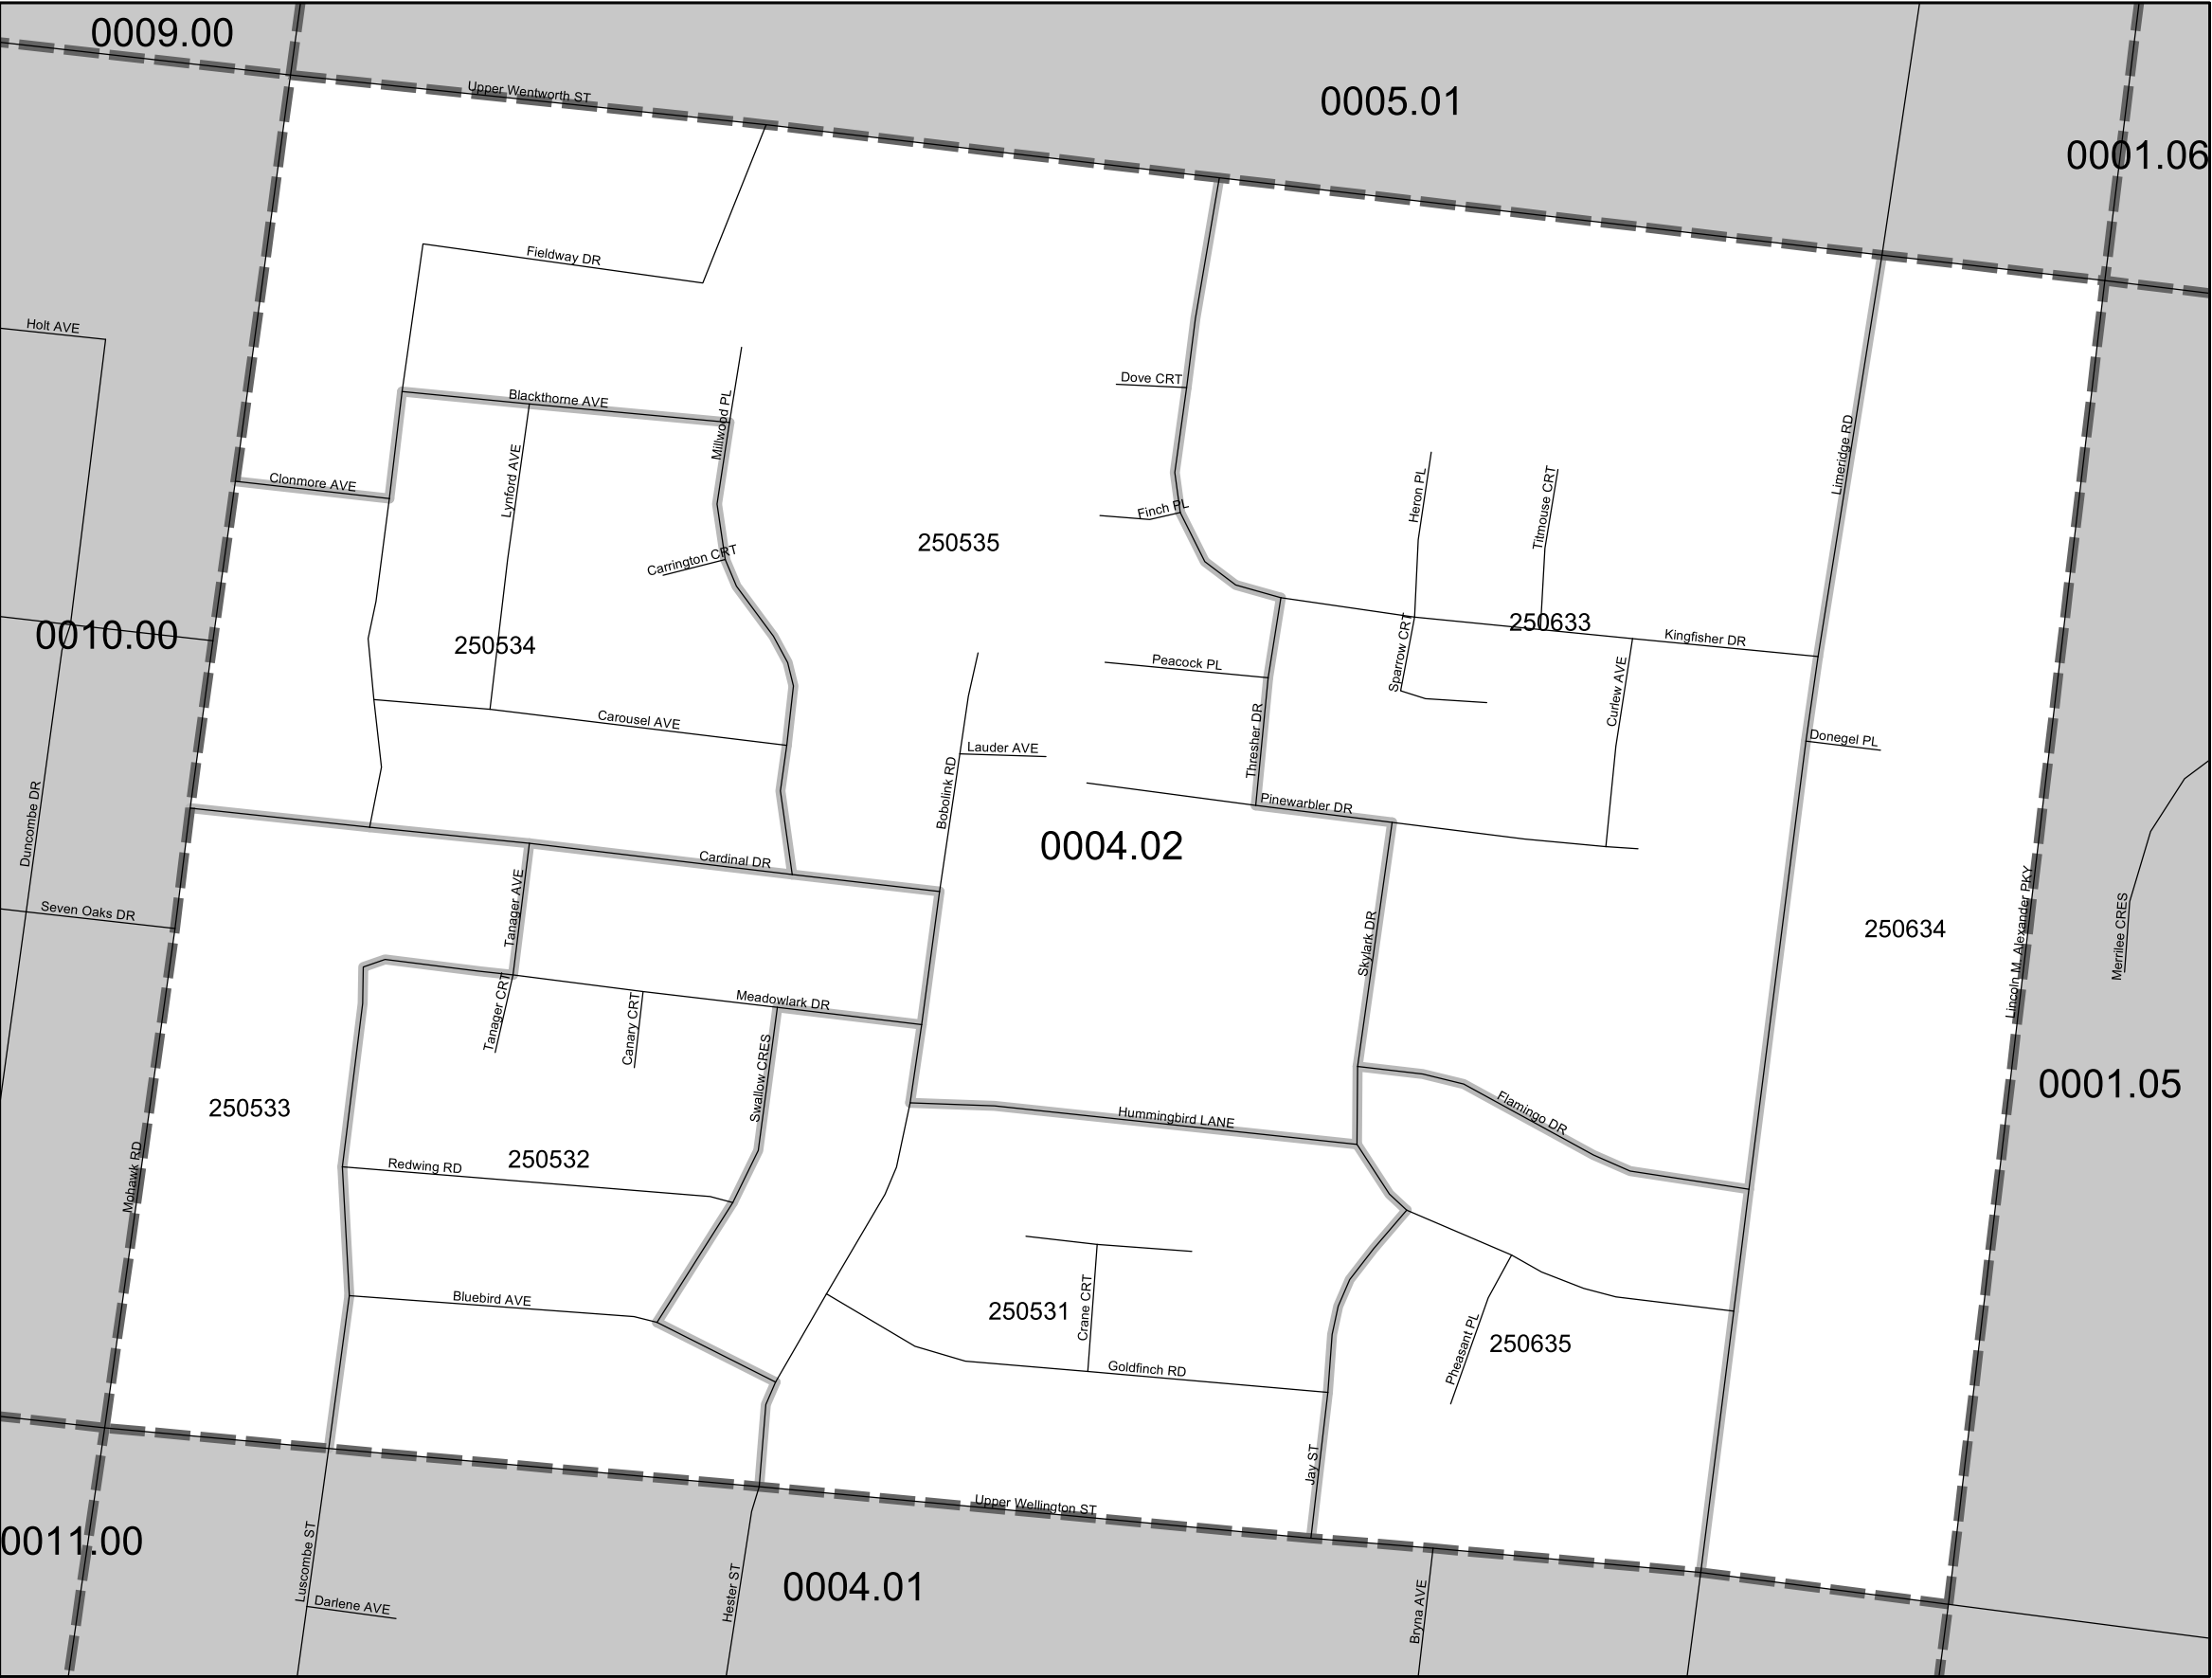 0009.00
Upper Wentworth ST
0005.01
0001.06
Fieldway DR
Holt AVE
Dove CRT
Blackthorne AVE
Millwood PL
Limeridge RD
Lynford AVE
Clonmore AVE
Heron PL
Titmouse CRT
Finch PL
250535
Carrington CRT
0010.00
250534
250633
Kingfisher DR
Sparrow CRT
Peacock PL
Curlew AVE
Carousel AVE
Thresher DR
Lauder AVE
Donegel PL
Bobolink RD
Pinewarbler DR
Duncombe DR
0004.02
Cardinal DR
Tanager AVE
Seven Oaks DR
Skylark DR
250634
Lincoln M. Alexander PKY
Merrilee CRES
Meadowlark DR
Tanager CRT
Canary CRT
Swallow CRES
0001.05
250533
Hummingbird LANE
Flamingo DR
Mohawk RD
Redwing RD
250532
Bluebird AVE
250531
Crane CRT
Goldfinch RD
Pheasant PL
250635
Jay ST
Upper Wellington ST
0011.00
Luscombe ST
Darlene AVE
Hester ST
0004.01
Bryna AVE